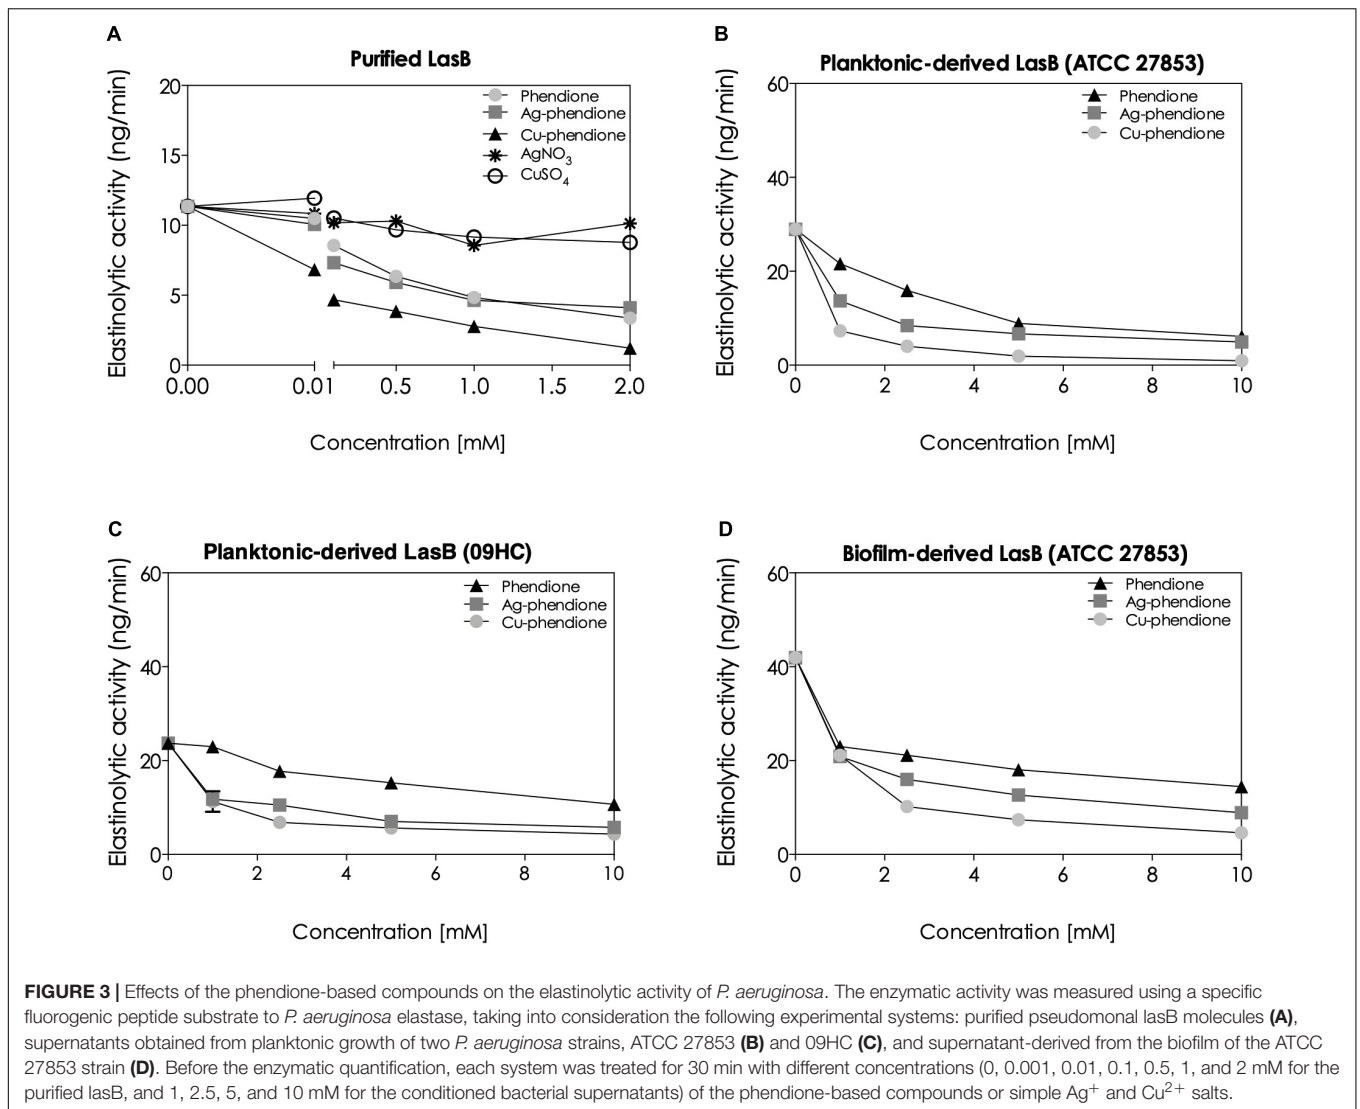 A
Purified LasB
Elastinolytic activity (ng/min)
20
15
10
5
0
Phendione
Ag-phendione
Cu-phendione
AgNO3
CuSO4
0.00 0.01 0.5 1.0 1.5 2.0
Concentration [mM]
B
Planktonic-derived LasB (ATCC 27853)
Elastinolytic activity (ng/min)
60
40
20
0
Phendione
Ag-phendione
Cu-phendione
0 2 4 6 8 10
Concentration [mM]
C
Planktonic-derived LasB (09HC)
Elastinolytic activity (ng/min)
60
40
20
0
Phendione
Ag-phendione
Cu-phendione
0 2 4 6 8 10
Concentration [mM]
D
Biofilm-derived LasB (ATCC 27853)
Elastinolytic activity (ng/min)
60
40
20
0
Phendione
Ag-phendione
Cu-phendione
0 2 4 6 8 10
Concentration [mM]
FIGURE 3 | Effects of the phendione-based compounds on the elastinolytic activity of P. aeruginosa. The enzymatic activity was measured using a specific
fluorogenic peptide substrate to P. aeruginosa elastase, taking into consideration the following experimental systems: purified pseudomonal lasB molecules (A),
supernatants obtained from planktonic growth of two P. aeruginosa strains, ATCC 27853 (B) and 09HC (C), and supernatant-derived from the biofilm of the ATCC
27853 strain (D). Before the enzymatic quantification, each system was treated for 30 min with different concentrations (0, 0.001, 0.01, 0.1, 0.5, 1, and 2 mM for the
purified lasB, and 1, 2.5, 5, and 10 mM for the conditioned bacterial supernatants) of the phendione-based compounds or simple Ag+ and Cu2+ salts.